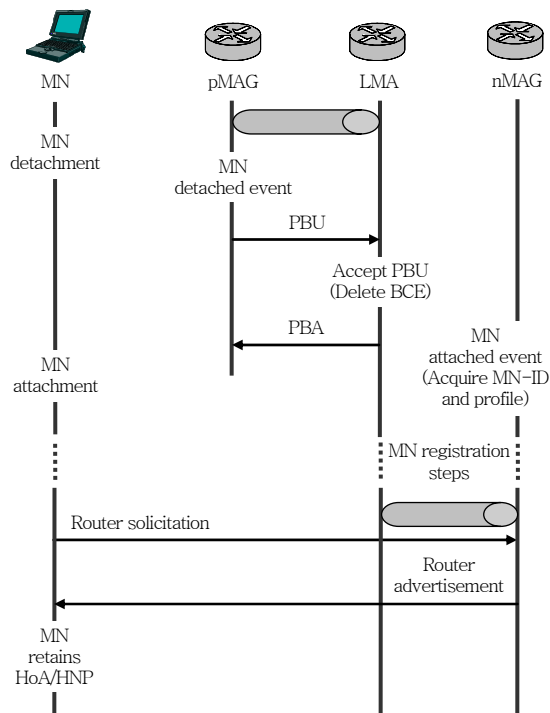 MN
pMAG
LMA
nMAG
MN
detachment
MN
detached event
PBU
Accept PBU
(Delete BCE)
PBA
MN
attachment
MN
attached event
(Acquire MN-ID
and profile)
MN registration
steps
Router solicitation
Router
advertisement
MN
retains
HoA/HNP